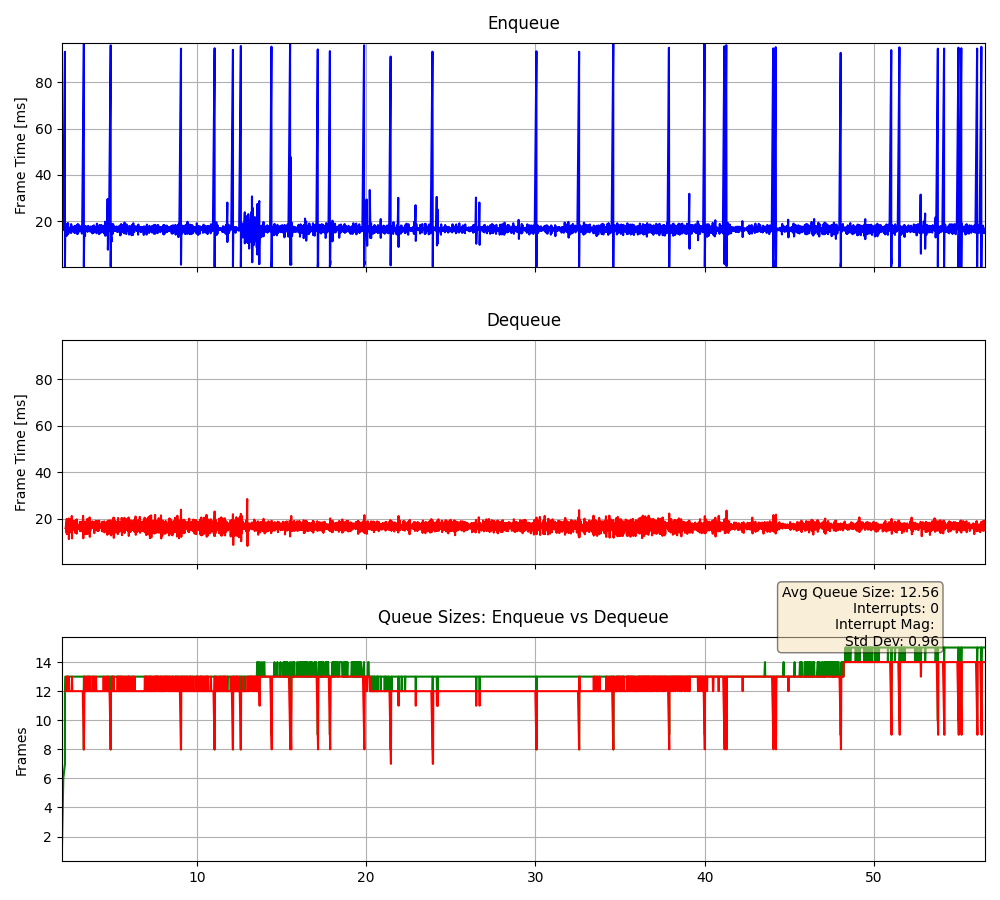 Enqueue
Frame Time [ms]
80
60
40
20
Dequeue
Frame Time [ms]
80
60
40
20
Avg Queue Size: 12.56
Interrupts: 0
Interrupt Mag:
Std Dev: 0.96
Queue Sizes: Enqueue vs Dequeue
Frames
14
12
10
8
6
4
2
10 20 30 40 50